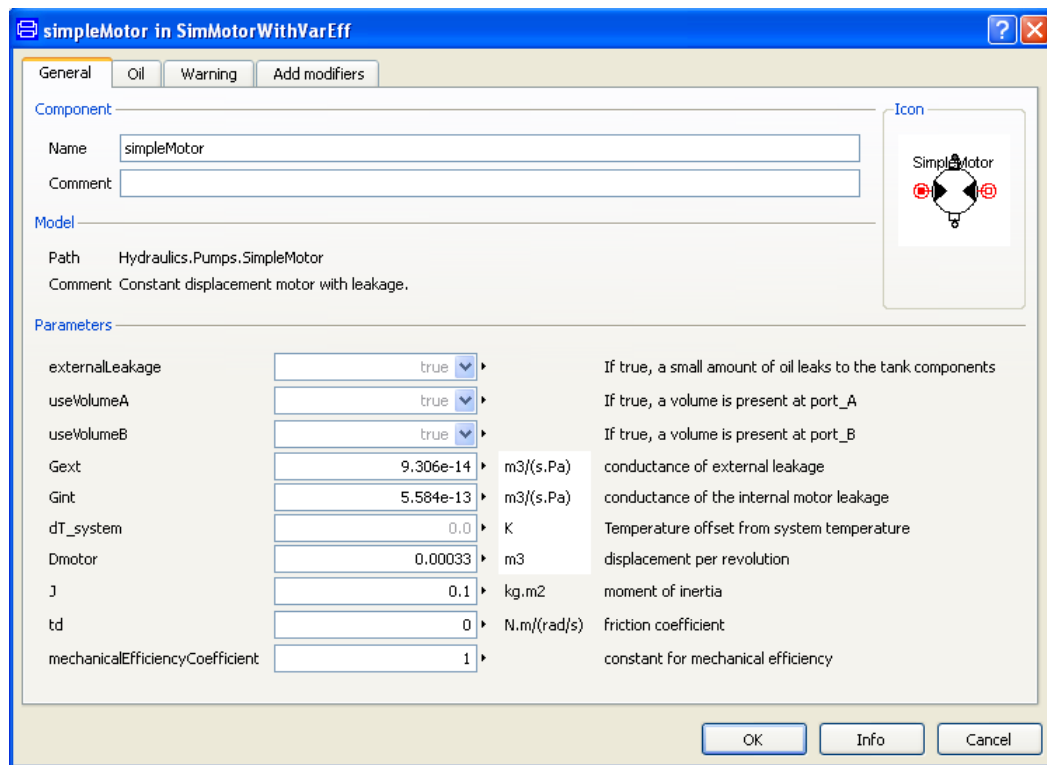 simpleMotor in SimMotorWithVarEff
General Oil Warning Add modifiers
Component
Icon
Name simpleMotor
SimpleMotor
Comment
Model
Path Hydraulics.Pumps.SimpleMotor
Comment Constant displacement motor with leakage.
Parameters
externalLeakage true If true, a small amount of oil leaks to the tank components
useVolumeA true If true, a volume is present at port_A
useVolumeB true If true, a volume is present at port_B
Gext 9.306e-14 m3/(s.Pa) conductance of external leakage
Gint 5.584e-13 m3/(s.Pa) conductance of the internal motor leakage
dT_system 0.0 K Temperature offset from system temperature
Dmotor 0.00033 m3 displacement per revolution
J 0.1 kg.m2 moment of inertia
td 0 N.m/(rad/s) friction coefficient
mechanicalEfficiencyCoefficient 1 constant for mechanical efficiency
OK Info Cancel